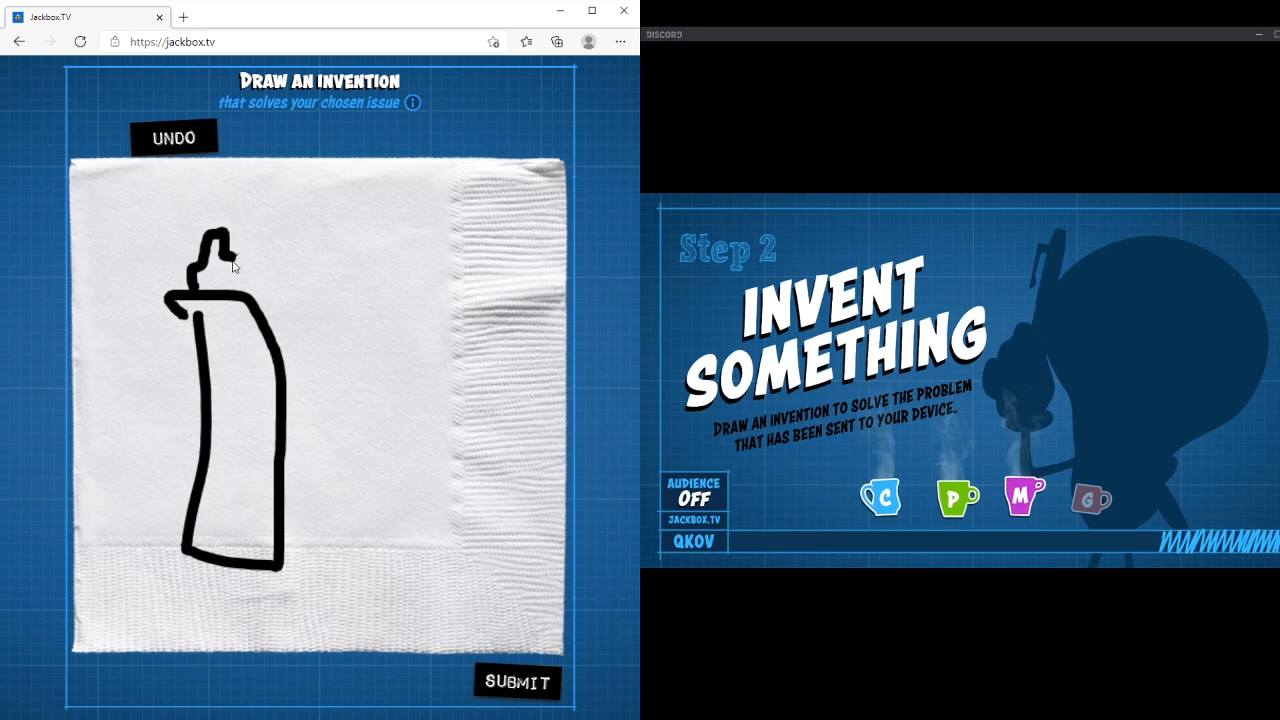 Jackbox.TV
https://jackbox.tv
DRAW AN INVENTION
that solves your chosen issue
UNDO
SUBMIT
DISCORD
Step 2
INVENT
SOMETHING
DRAW AN INVENTION TO SOLVE THE PROBLEM
THAT HAS BEEN SENT TO YOUR DEVICE.
AUDIENCE
OFF
JACKBOX.TV
QKOV
C
P
M
G